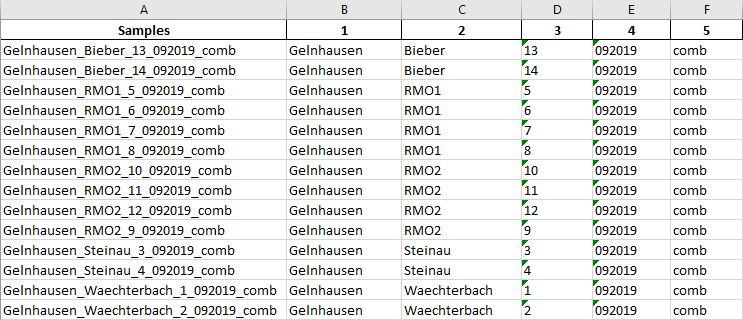 A B C D E F
Samples 1 2 3 4 5
Gelnhausen_Bieber_13_092019_comb Gelnhausen Bieber 13 092019 comb
Gelnhausen_Bieber_14_092019_comb Gelnhausen Bieber 14 092019 comb
Gelnhausen_RMO1_5_092019_comb Gelnhausen RMO1 5 092019 comb
Gelnhausen_RMO1_6_092019_comb Gelnhausen RMO1 6 092019 comb
Gelnhausen_RMO1_7_092019_comb Gelnhausen RMO1 7 092019 comb
Gelnhausen_RMO1_8_092019_comb Gelnhausen RMO1 8 092019 comb
Gelnhausen_RMO2_10_092019_comb Gelnhausen RMO2 10 092019 comb
Gelnhausen_RMO2_11_092019_comb Gelnhausen RMO2 11 092019 comb
Gelnhausen_RMO2_12_092019_comb Gelnhausen RMO2 12 092019 comb
Gelnhausen_RMO2_9_092019_comb Gelnhausen RMO2 9 092019 comb
Gelnhausen_Steinau_3_092019_comb Gelnhausen Steinau 3 092019 comb
Gelnhausen_Steinau_4_092019_comb Gelnhausen Steinau 4 092019 comb
Gelnhausen_Waechterbach_1_092019_comb Gelnhausen Waechterbach 1 092019 comb
Gelnhausen_Waechterbach_2_092019_comb Gelnhausen Waechterbach 2 092019 comb